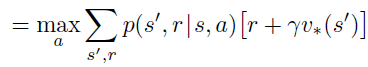 = max_a ∑_{s',r} p(s', r | s, a) [r + γv_*(s')]